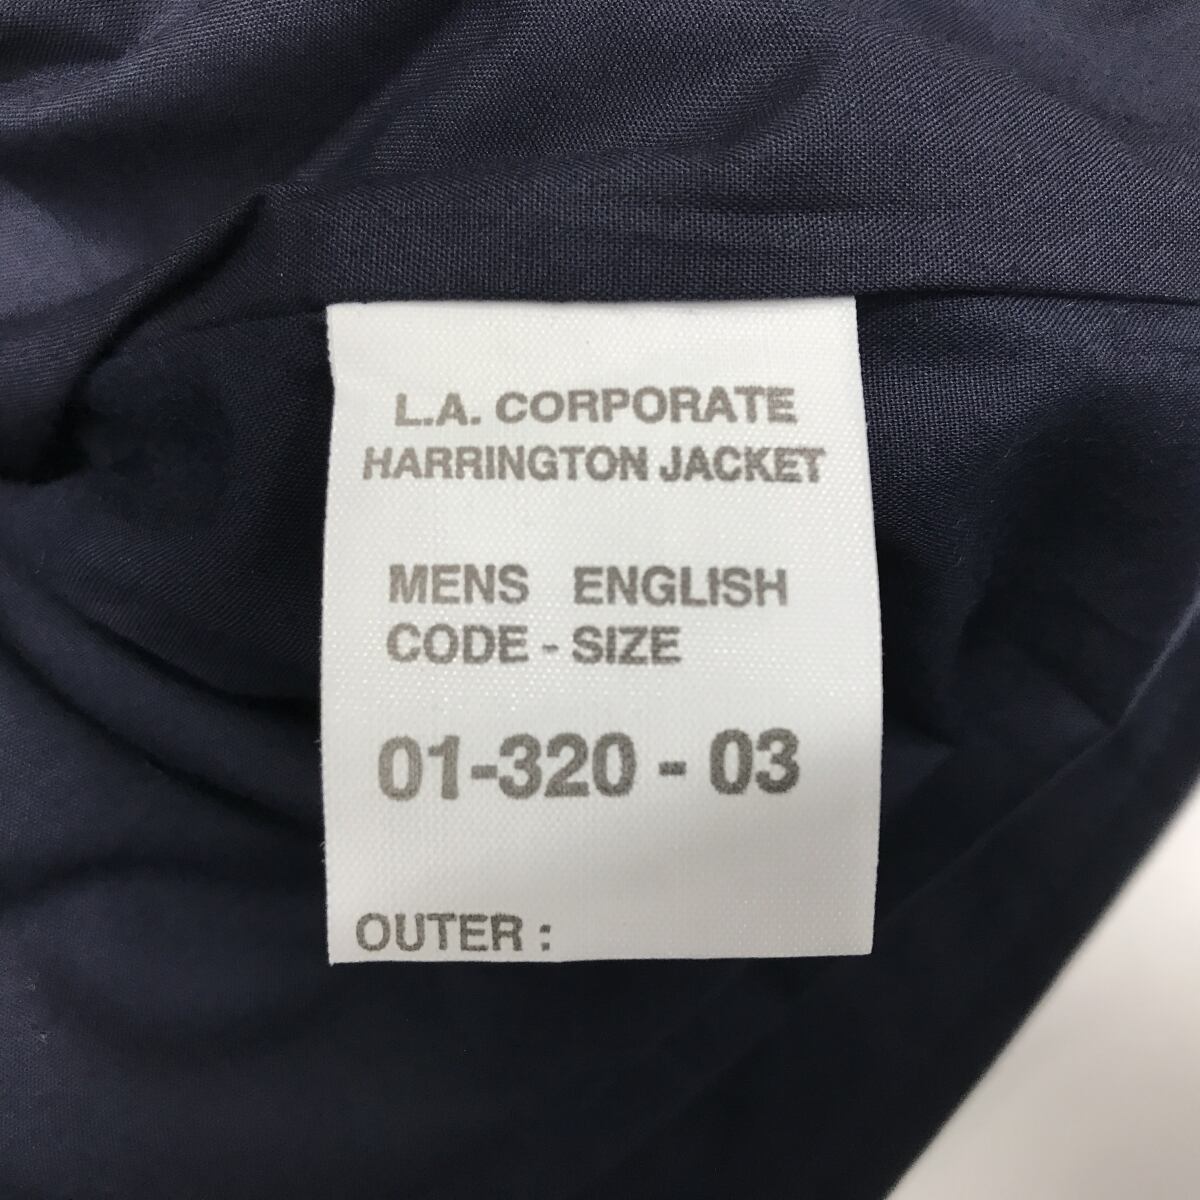 L.A. CORPORATE
HARRINGTON JACKET
MENS ENGLISH
CODE - SIZE
01-320 - 03
OUTER :